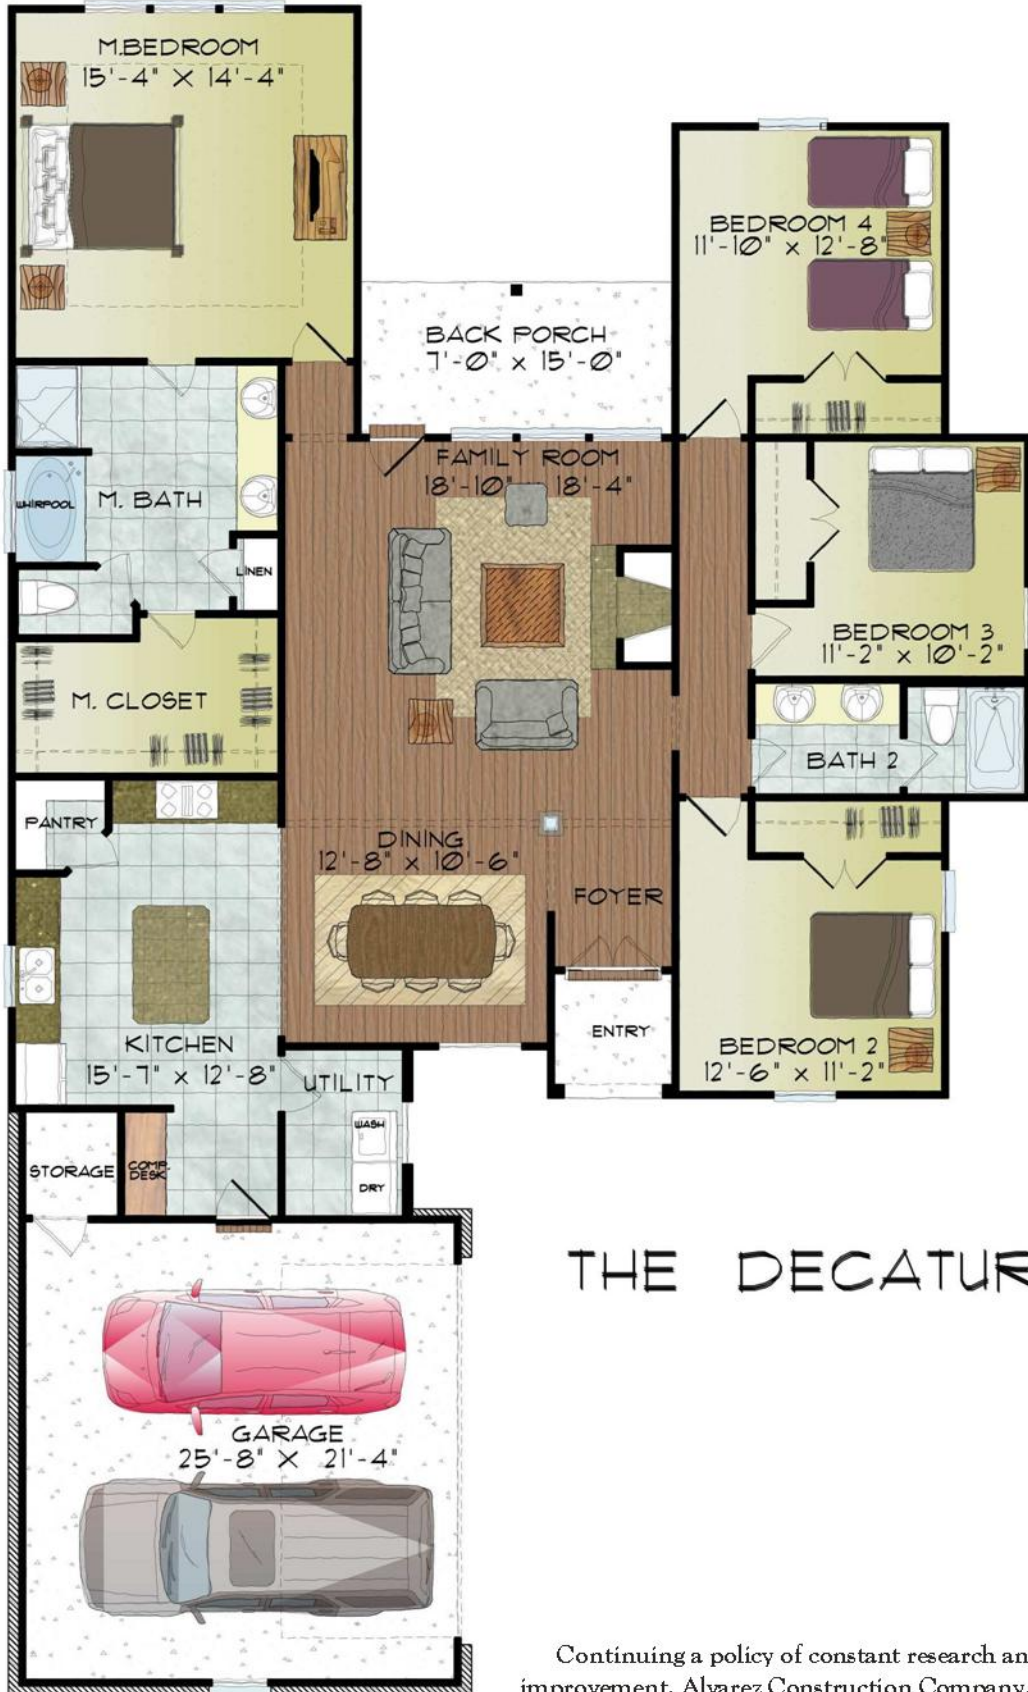 M.BEDROOM
15'-4" X 14'-4"
BEDROOM 4
11'-10" x 12'-8"
BACK PORCH
7'-0" x 15'-0"
FAMILY ROOM
18'-10" 18'-4"
WHIRPOOL
M. BATH
LINEN
BEDROOM 3
11'-2" x 10'-2"
M. CLOSET
BATH 2
PANTRY
DINING
12'-8" x 10'-6"
FOYER
ENTRY
KITCHEN
15'-7" x 12'-8"
BEDROOM 2
12'-6" x 11'-2"
UTILITY
WASH
DRY
STORAGE
COMP.
DESK
THE DECATUR
GARAGE
25'-8" X 21'-4"
Continuing a policy of constant research an
improvement, Alvarez Construction Company,